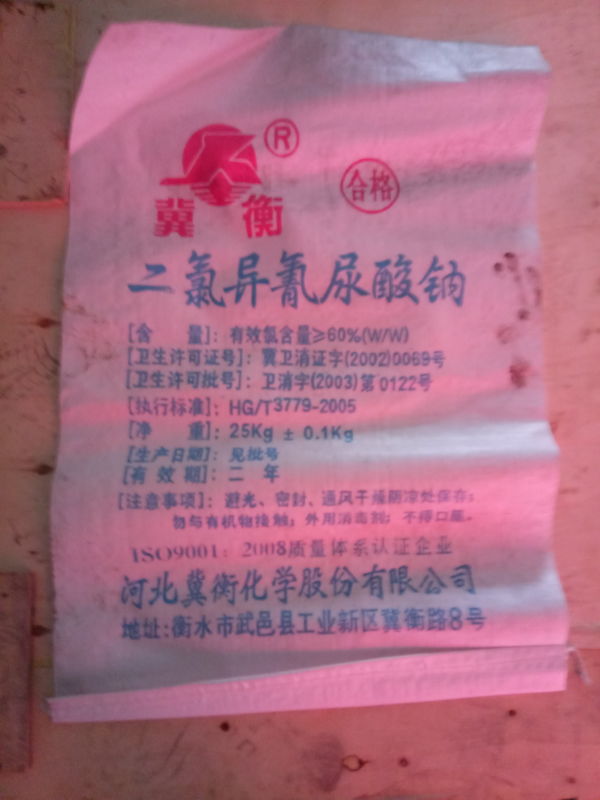 ®
合格
冀 衡
二氯异氰尿酸钠
[含 量]：有效氯含量≥60%(W/W)
[卫生许可证号]：冀卫消证字(2002)0069号
[卫生许可批号]：卫消字(2003)第0122号
[执行标准]：HG/T3779-2005
[净 重]：25Kg ± 0.1Kg
[生产日期]：见批号
[有 效 期]：二 年
[注意事项]：避光、密封、通风干燥阴凉处保存；
勿与有机物接触；外用消毒剂；不得口服。
ISO9001：2008质量体系认证企业
河北冀衡化学股份有限公司
地址:衡水市武邑县工业新区冀衡路8号